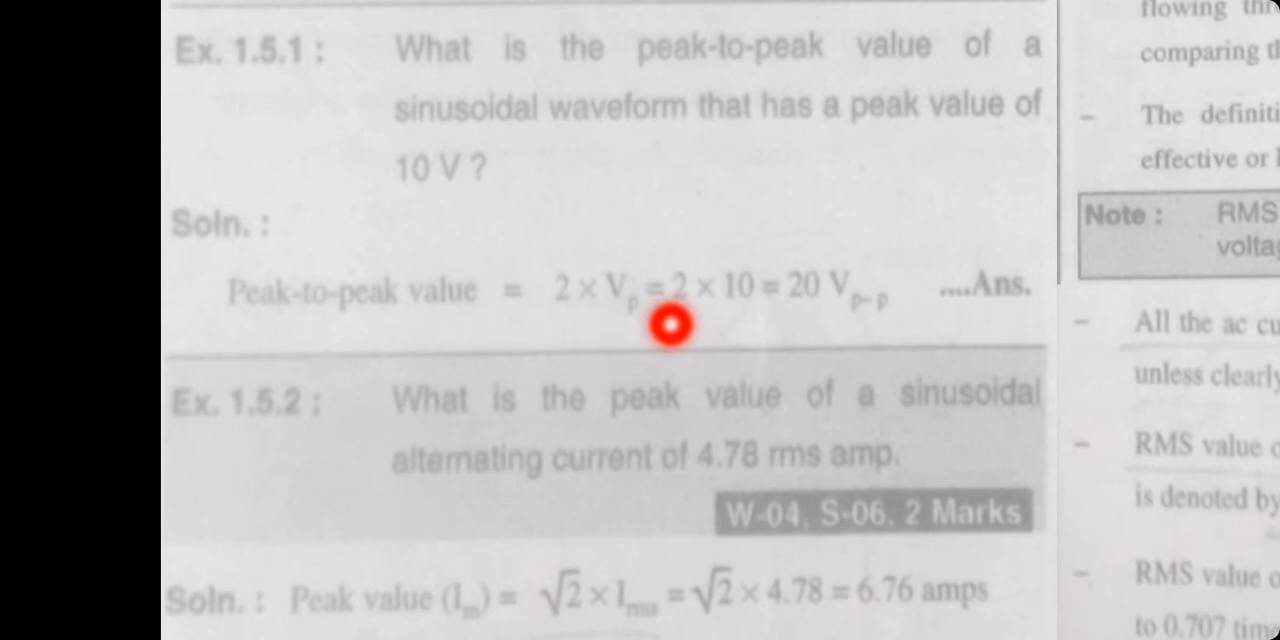 Ex. 1.5.1 : What is the peak-to-peak value of a
sinusoidal waveform that has a peak value of
10 V ?
Soln. :
Peak-to-peak value = 2 × Vp = 2 × 10 = 20 Vp-p ....Ans.
Ex. 1.5.2 : What is the peak value of a sinusoidal
alternating current of 4.78 rms amp.
W-04, S-06, 2 Marks
Soln. : Peak value (Im) = √2 × Irms = √2 × 4.78 = 6.76 amps
flowing
comparing
– The
effective or
Note : RMS
– All the ac
unless clearly
– RMS value
is denoted by
– RMS value
to 0.707